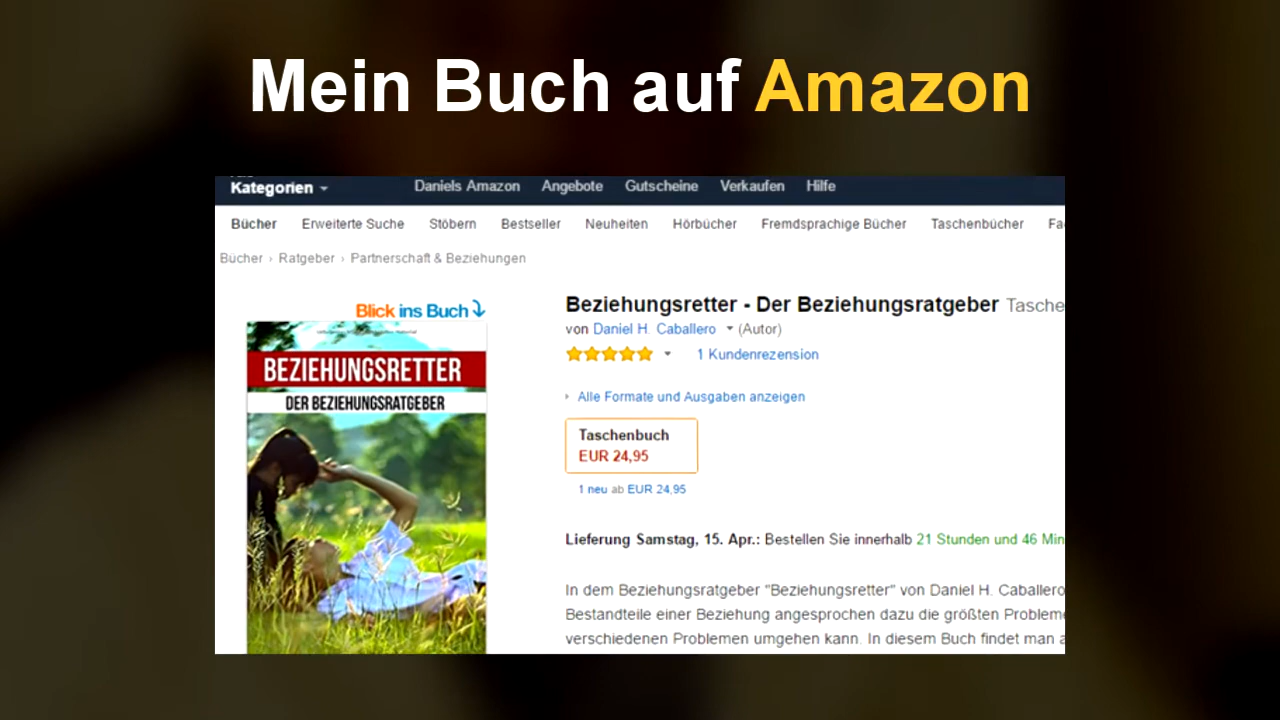 Mein Buch auf Amazon
Kategorien
Daniels Amazon Angebote Gutscheine Verkaufen Hilfe
Bücher Erweiterte Suche Stöbern Bestseller Neuheiten Hörbücher Fremdsprachige Bücher Taschenbücher Fa
Bücher › Ratgeber › Partnerschaft & Beziehungen
Blick ins Buch
BEZIEHUNGSRETTER
DER BEZIEHUNGSRATGEBER
Beziehungsretter - Der Beziehungsratgeber Tasche
von Daniel H. Caballero (Autor)
1 Kundenrezension
Alle Formate und Ausgaben anzeigen
Taschenbuch
EUR 24,95
1 neu ab EUR 24,95
Lieferung Samstag, 15. Apr.: Bestellen Sie innerhalb 21 Stunden und 46 Min
In dem Beziehungsratgeber "Beziehungsretter" von Daniel H. Caballero
Bestandteile einer Beziehung angesprochen dazu die größten Probleme
verschiedenen Problemen umgehen kann. In diesem Buch findet man a